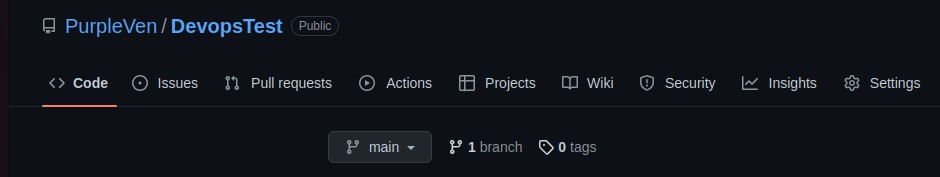 PurpleVen / DevopsTest Public
Code Issues Pull requests Actions Projects Wiki Security Insights Settings
main 1 branch 0 tags